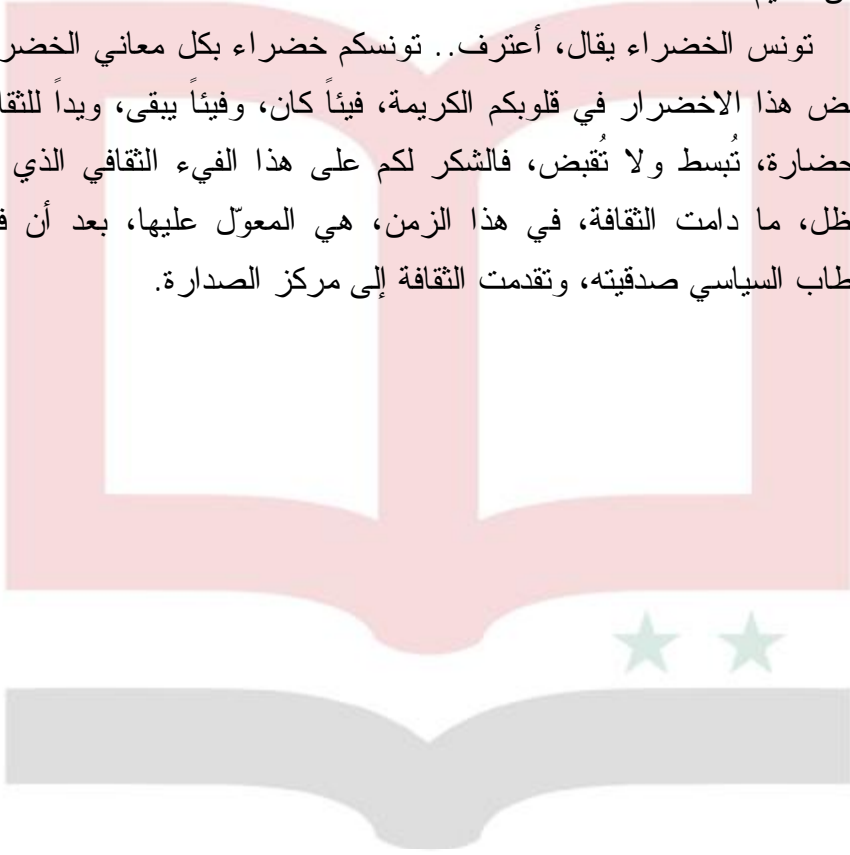 تونس الخضراء يقال، أعترف.. تونسكم خضراء بكل معاني
هذا الاخضرار في قلوبكم الكريمة، فيئاً كان، وفيئاً يبقى، ويداً
تُبسط ولا تُقبض، فالشكر لكم على هذا الفيء الثقافي الذي
ما دامت الثقافة، في هذا الزمن، هي المعوّل عليها، بعد أن
السياسي صدقيته، وتقدمت الثقافة إلى مركز الصدارة.